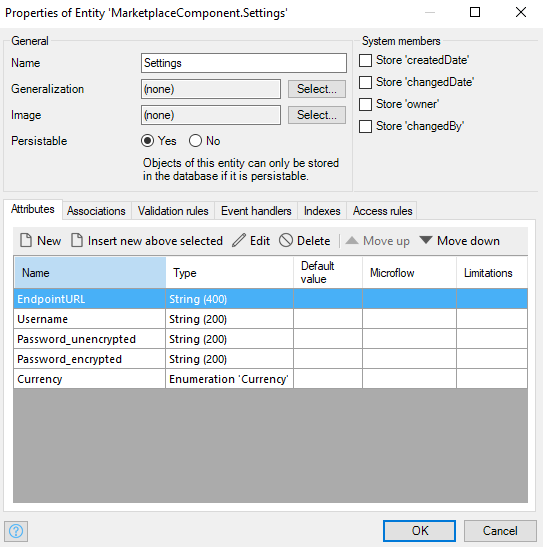 Properties of Entity 'MarketplaceComponent.Settings'
General
Name
Settings
Generalization
(none)
Select...
Image
(none)
Select...
Persistable
Yes
No
Objects of this entity can only be stored
in the database if it is persistable.
System members
Store 'createdDate'
Store 'changedDate'
Store 'owner'
Store 'changedBy'
Attributes Associations Validation rules Event handlers Indexes Access rules
New Insert new above selected Edit Delete Move up Move down
Name Type Default value Microflow Limitations
EndpointURL String (400)
Username String (200)
Password_unencrypted String (200)
Password_encrypted String (200)
Currency Enumeration 'Currency'
? OK Cancel